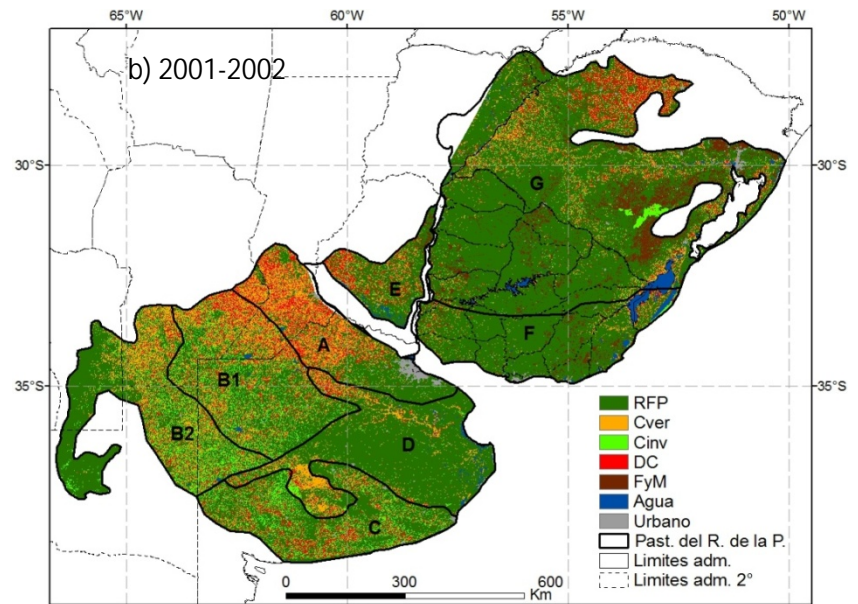 65°W 60°W 55°W 50°W
b) 2001-2002
30°S 30°S
G
E
A
F
35°S 35°S
B1
B2
D
C
RFP
Cver
Cinv
DC
FyM
Agua
Urbano
Past. del R. de la P.
Limites adm.
Limites adm. 2°
0 300 600
Km